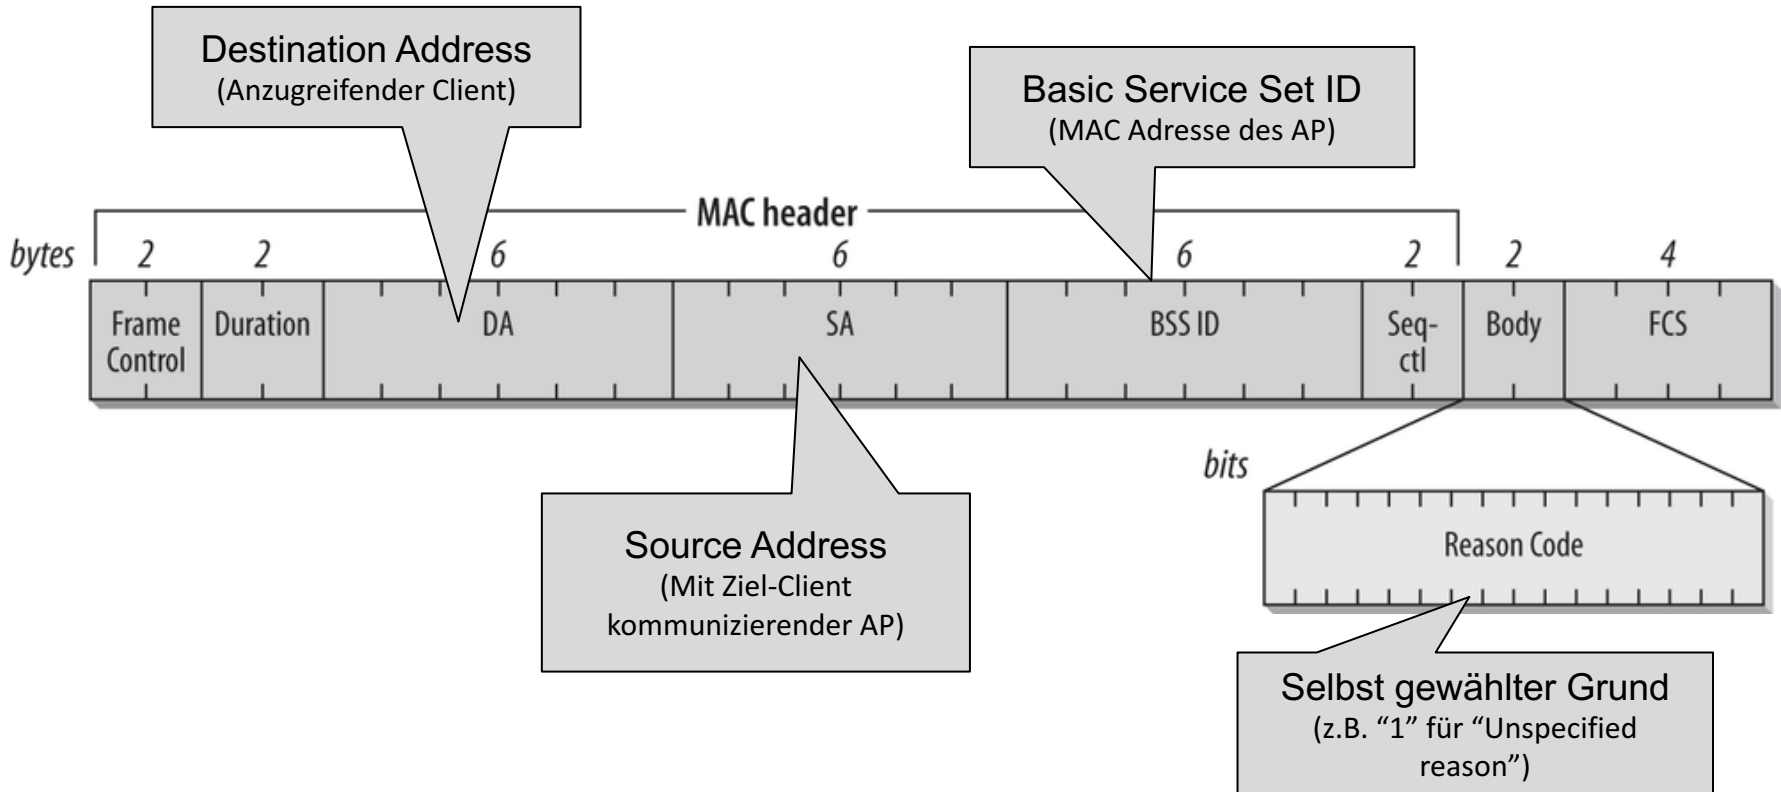 Destination Address
(Anzugreifender Client)
Basic Service Set ID
(MAC Adresse des AP)
MAC header
bytes 2 2 6 6 6 2 2 4
Frame Control Duration DA SA BSS ID Seq-ctl Body FCS
bits
Reason Code
Source Address
(Mit Ziel-Client
kommunizierender AP)
Selbst gewählter Grund
(z.B. “1” für “Unspecified
reason”)